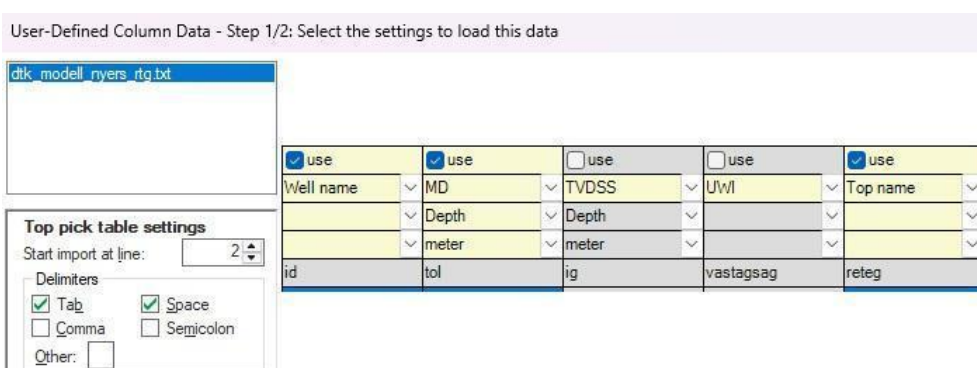 User-Defined Column Data - Step 1/2: Select the settings to load this data
dtk_modell_nyers_rtg.txt
use use use use use
Well name MD TVDSS UWI Top name
Depth Depth
meter meter
id tol ig vastagsag reteg
Top pick table settings
Start import at line: 2
Delimiters
Tab Space
Comma Semicolon
Other: